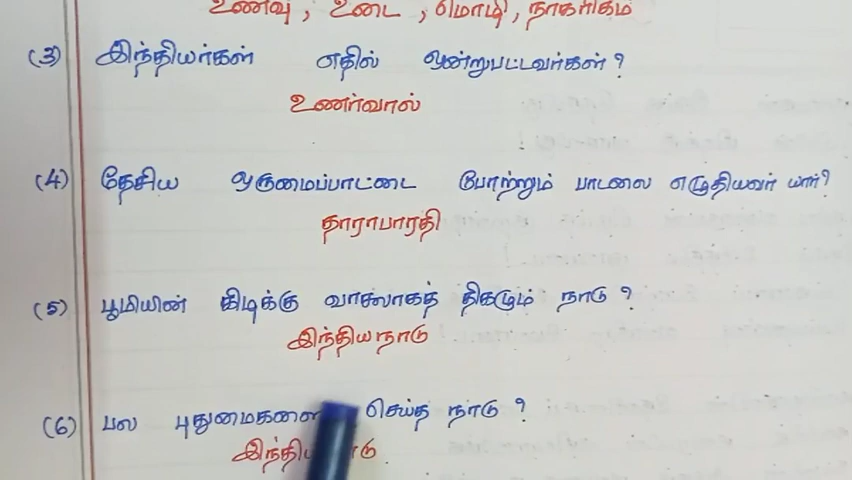 உணவு, உடை, மொழி, நாகரிகம்
(3) இந்தியர்கள் எதில் ஒன்றுபட்டவர்கள்?
உணர்வால்
(4) தேசிய ஒருமைப்பாட்டை போற்றும் பாடலை எழுதியவர் யார்?
தாராபாரதி
(5) பூமியின் கிழக்கு வாசலாகத் திகழும் நாடு?
இந்தியநாடு
(6) பல புதுமைகளை செய்த நாடு?